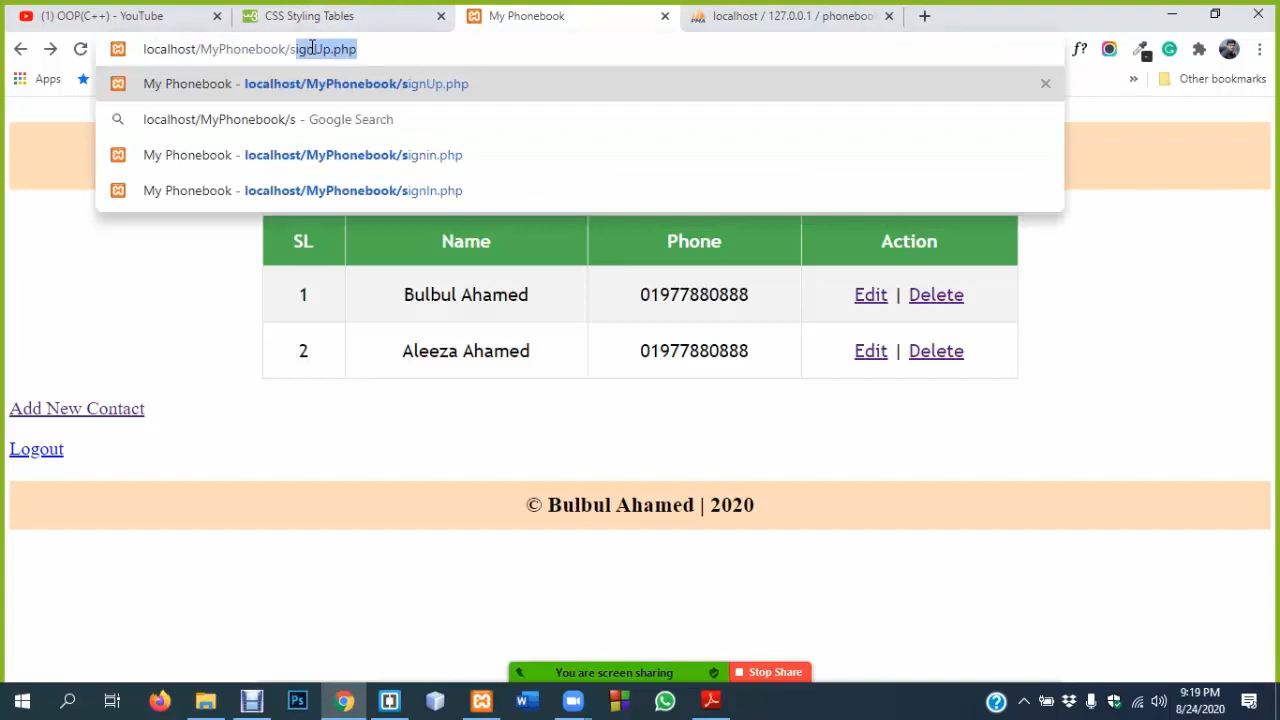 (1) OOP(C++) - YouTube
CSS Styling Tables
My Phonebook
localhost / 127.0.0.1 / phonebook
localhost/MyPhonebook/signUp.php
f?
My Phonebook - localhost/MyPhonebook/signUp.php
Apps
Other bookmarks
localhost/MyPhonebook/s - Google Search
My Phonebook - localhost/MyPhonebook/signin.php
My Phonebook - localhost/MyPhonebook/signIn.php
SL Name Phone Action
1 Bulbul Ahamed 01977880888 Edit | Delete
2 Aleeza Ahamed 01977880888 Edit | Delete
Add New Contact
Logout
© Bulbul Ahamed | 2020
You are screen sharing Stop Share
9:19 PM
8/24/2020